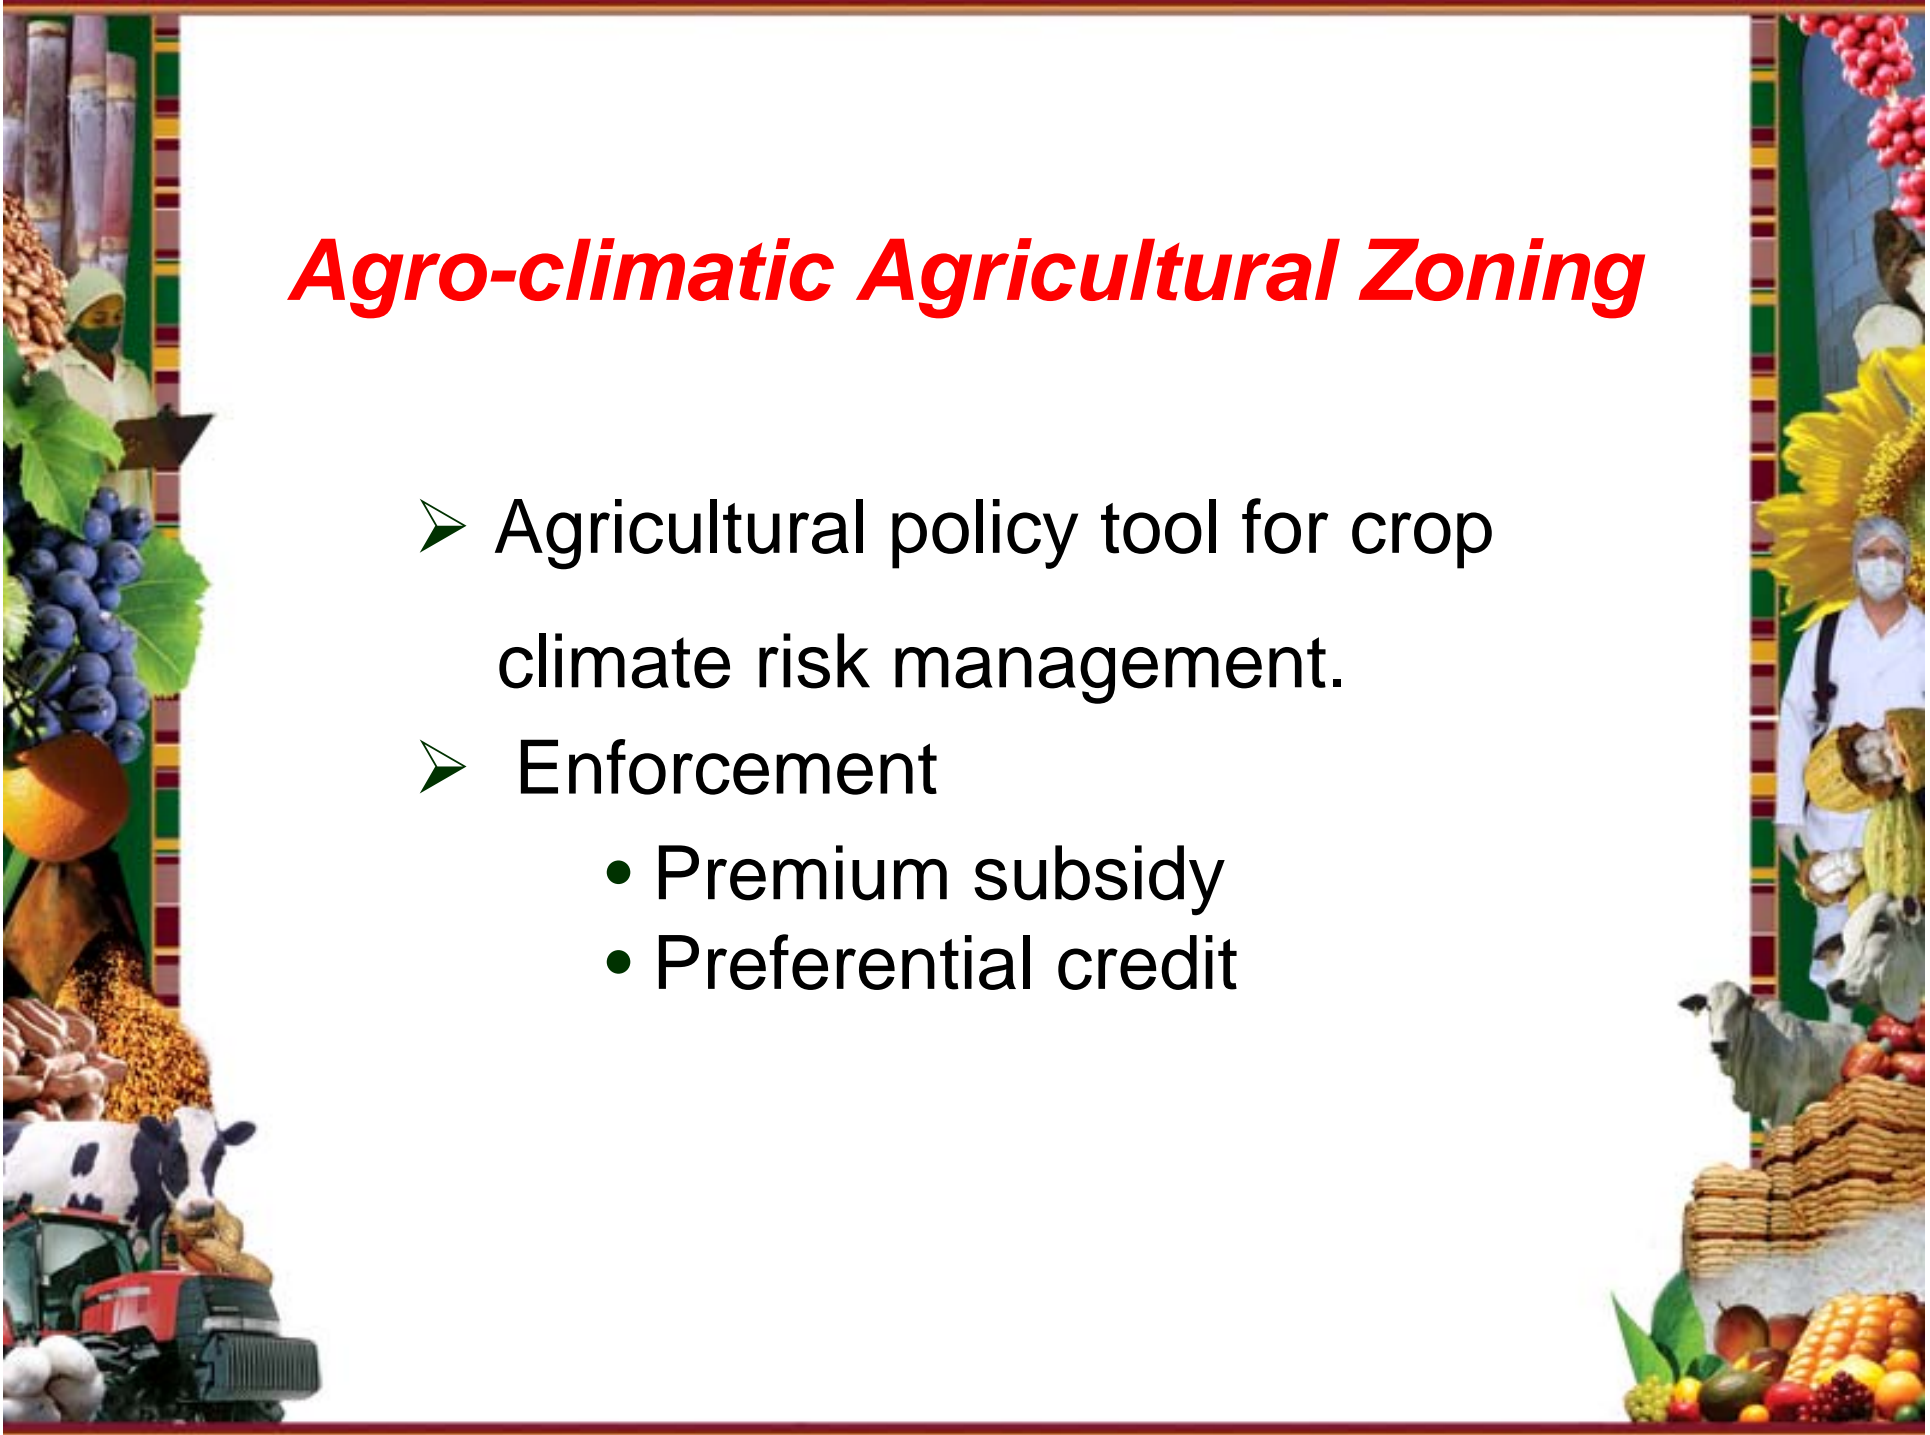 Agro-climatic Agricultural Zoning
➢ Agricultural policy tool for crop
climate risk management.
➢ Enforcement
• Premium subsidy
• Preferential credit